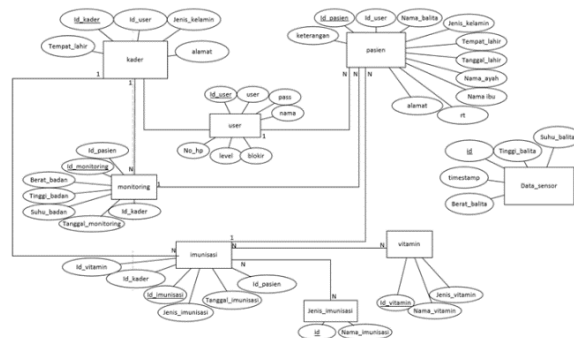 Id_kader
Id_user
Jenis_kelamin
Tempat_lahir
alamat
kader
Id_pasien
Id_user
Nama_balita
keterangan
Jenis_kelamin
Tempat_lahir
Tanggal_lahir
Nama_ayah
Nama ibu
alamat
rt
pasien
1
1
1
N
N
N
Id_user
user
pass
nama
user
1
No_hp
level
blokir
Id_pasien
Id_monitoring
Berat_badan
Tinggi_badan
Suhu_badan
Tanggal_monitoring
Id_kader
monitoring
N
1
id
Tinggi_balita
Suhu_balita
timestamp
Berat_balita
Data_sensor
imunisasi
1
N
N
N
N
Id_vitamin
Id_kader
Id_imunisasi
Jenis_imunisasi
Tanggal_imunisasi
Id_pasien
vitamin
N
Id_vitamin
Nama_vitamin
Jenis_vitamin
Jenis_imunisasi
id
Nama_imunisasi